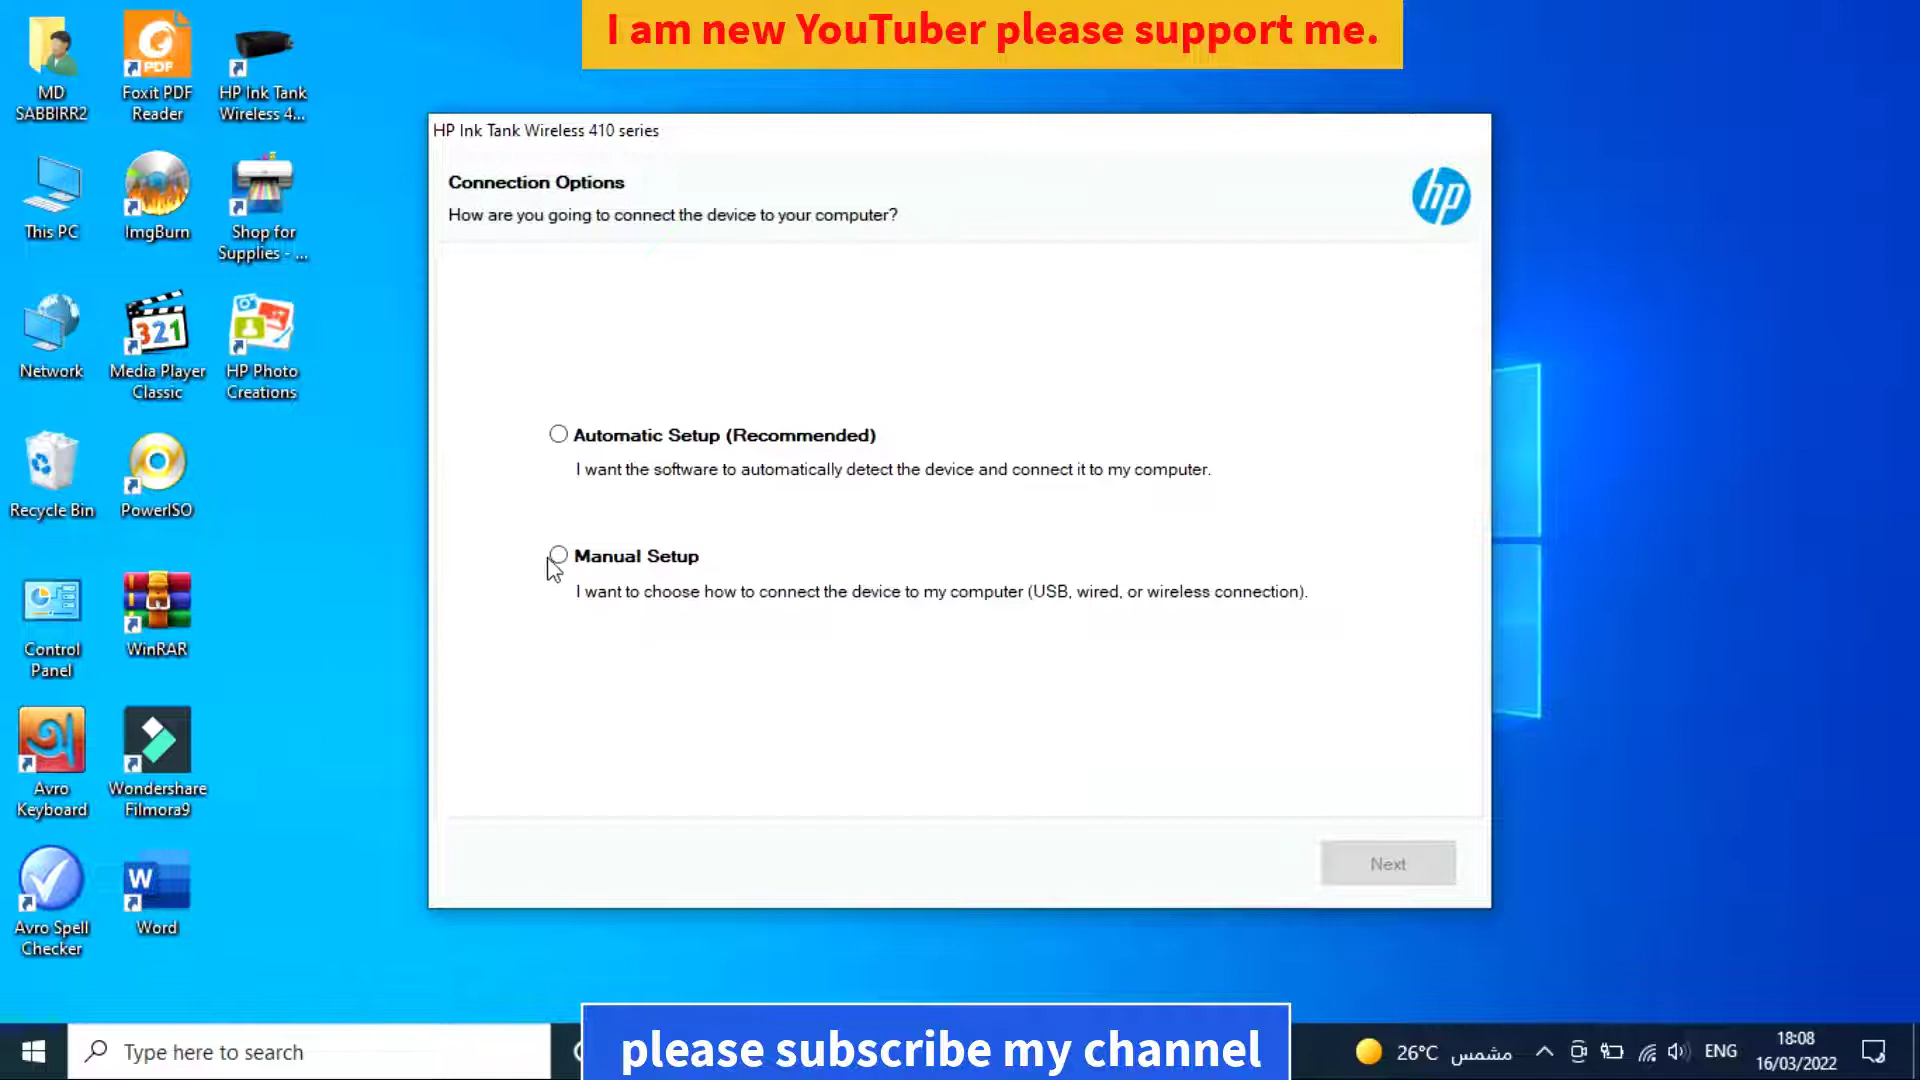 I am new YouTuber please support me.
MD
SABBIRR2
Foxit PDF
Reader
HP Ink Tank
Wireless 4...
PDF
This PC
ImgBurn
Shop for
Supplies - ...
Network
321
Media Player
Classic
HP Photo
Creations
Recycle Bin
PowerISO
Control
Panel
WinRAR
Avro
Keyboard
Wondershare
Filmora9
Avro Spell
Checker
W
Word
HP Ink Tank Wireless 410 series
Connection Options
How are you going to connect the device to your computer?
hp
Automatic Setup (Recommended)
I want the software to automatically detect the device and connect it to my computer.
Manual Setup
I want to choose how to connect the device to my computer (USB, wired, or wireless connection).
Next
Type here to search
please subscribe my channel
26°C مشمس
ENG
18:08
16/03/2022